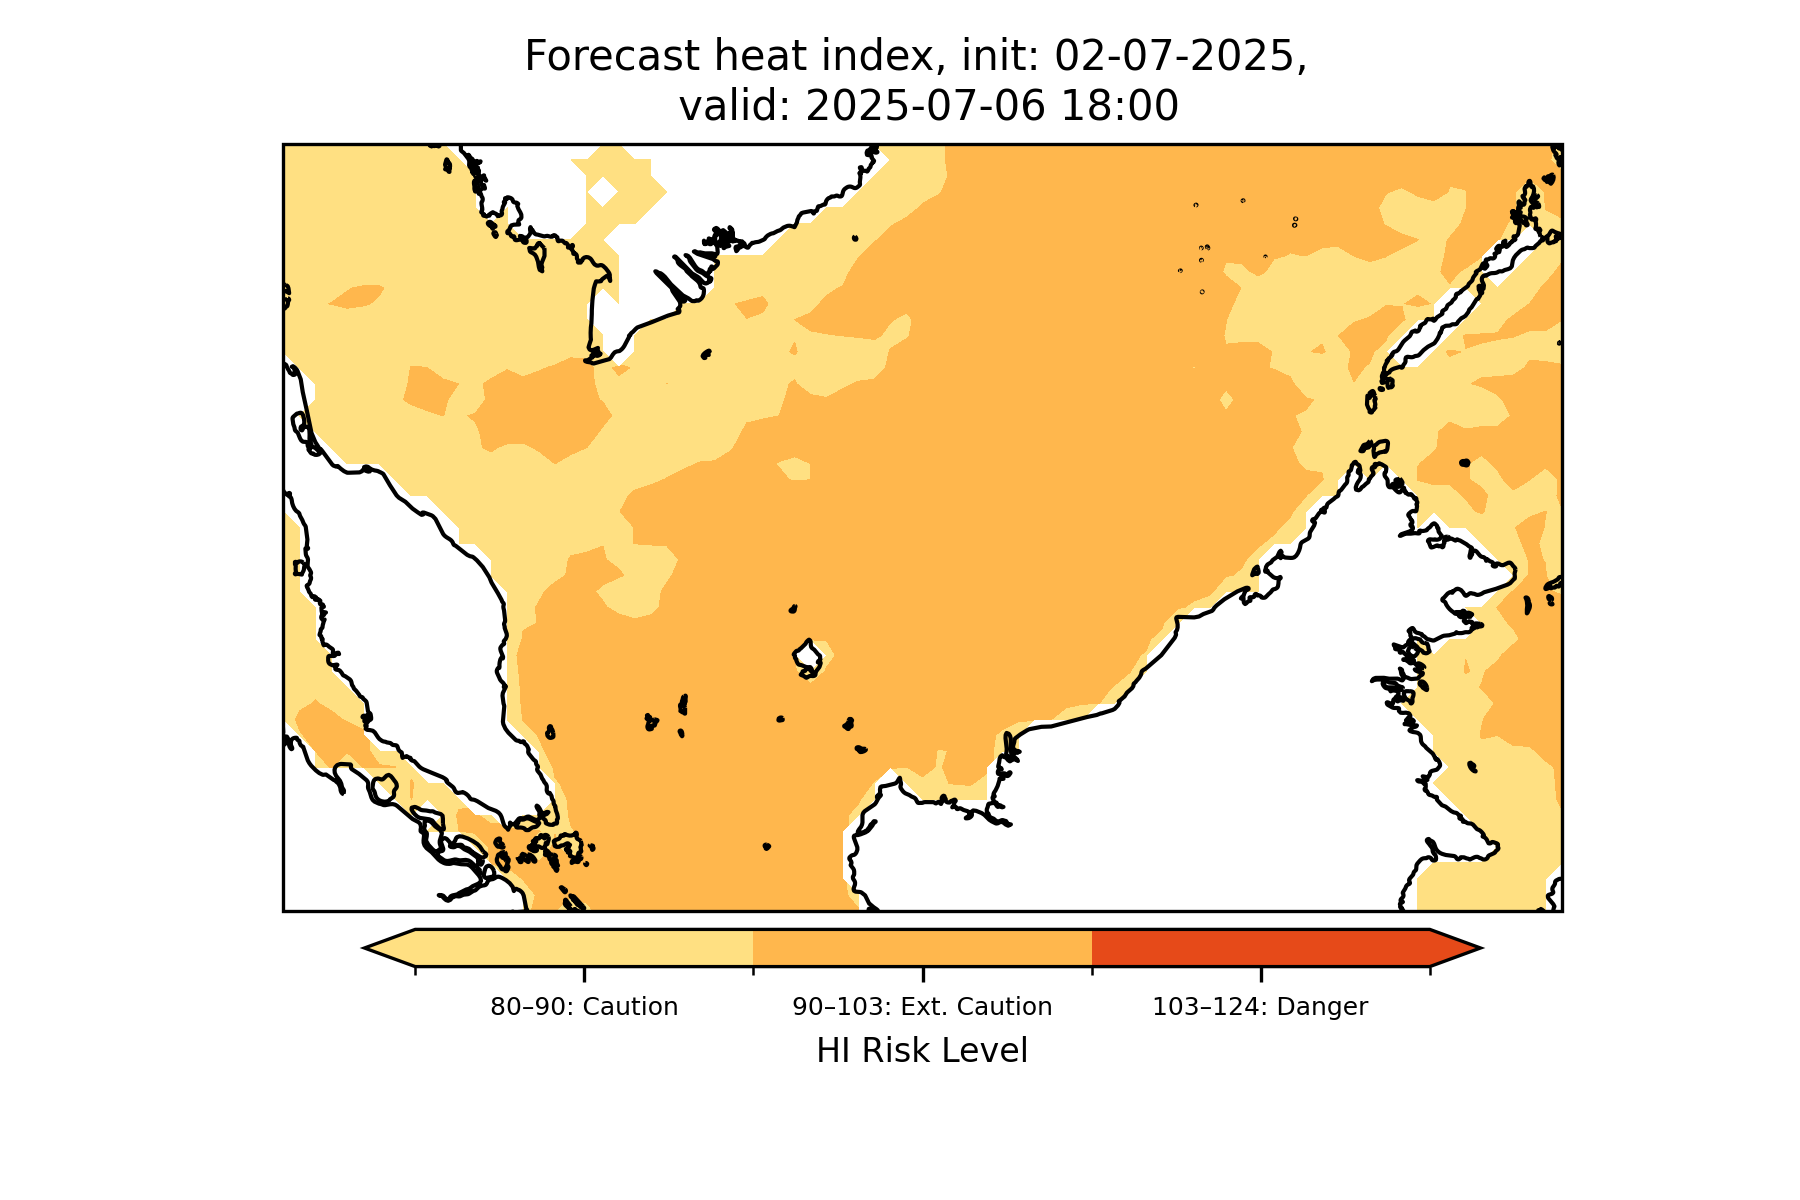 Forecast heat index, init: 02-07-2025,
valid: 2025-07-06 18:00
80–90: Caution
90–103: Ext. Caution
103–124: Danger
HI Risk Level